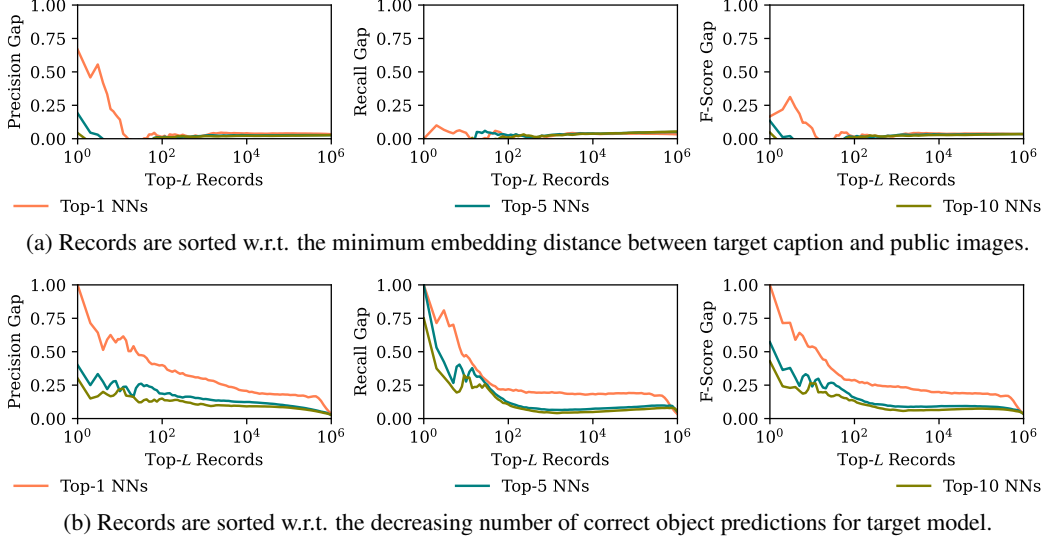 1.00
0.75
0.50
0.25
0.00
Precision Gap
10^0 10^2 10^4 10^6
Top-L Records
1.00
0.75
0.50
0.25
0.00
Recall Gap
10^0 10^2 10^4 10^6
Top-L Records
1.00
0.75
0.50
0.25
0.00
F-Score Gap
10^0 10^2 10^4 10^6
Top-L Records
Top-1 NNs Top-5 NNs Top-10 NNs
(a) Records are sorted w.r.t. the minimum embedding distance between target caption and public images.
1.00
0.75
0.50
0.25
0.00
Precision Gap
10^0 10^2 10^4 10^6
Top-L Records
1.00
0.75
0.50
0.25
0.00
Recall Gap
10^0 10^2 10^4 10^6
Top-L Records
1.00
0.75
0.50
0.25
0.00
F-Score Gap
10^0 10^2 10^4 10^6
Top-L Records
Top-1 NNs Top-5 NNs Top-10 NNs
(b) Records are sorted w.r.t. the decreasing number of correct object predictions for target model.